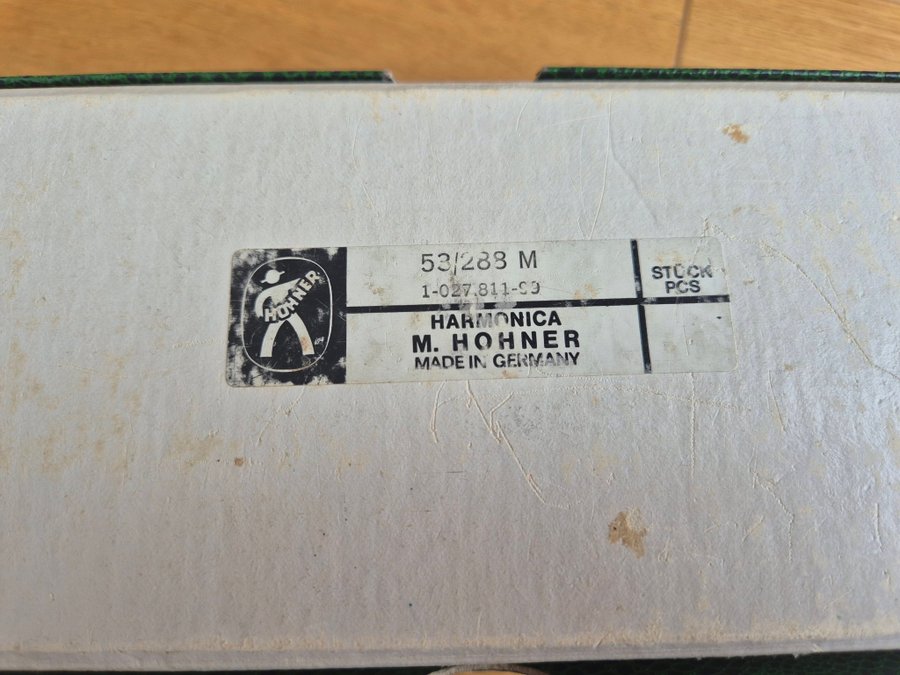 HOHNER
53/288 M
1-027.811-99
STÜCK
PCS
HARMONICA
M. HOHNER
MADE IN GERMANY